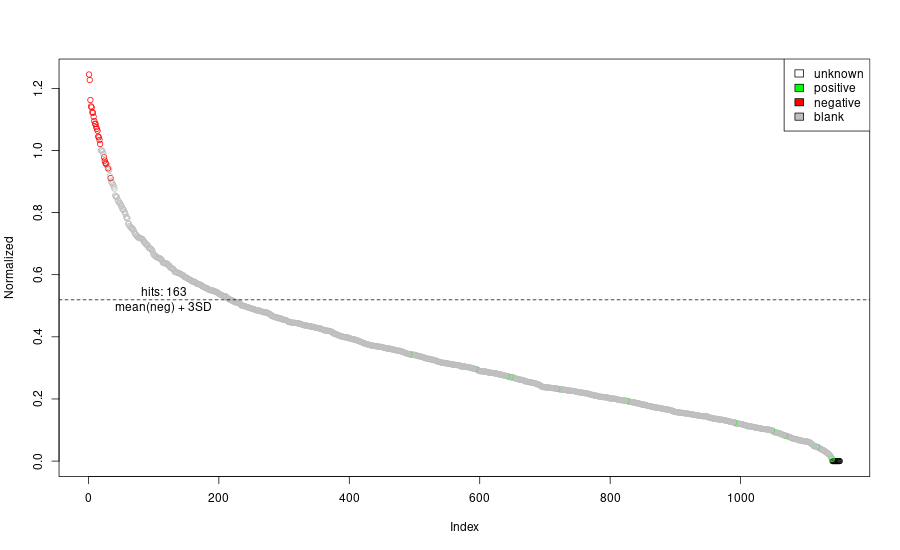 unknown
positive
negative
blank
1.2
1.0
0.8
0.6
0.4
0.2
0.0
Normalized
hits: 163
mean(neg) + 3SD
0 200 400 600 800 1000
Index